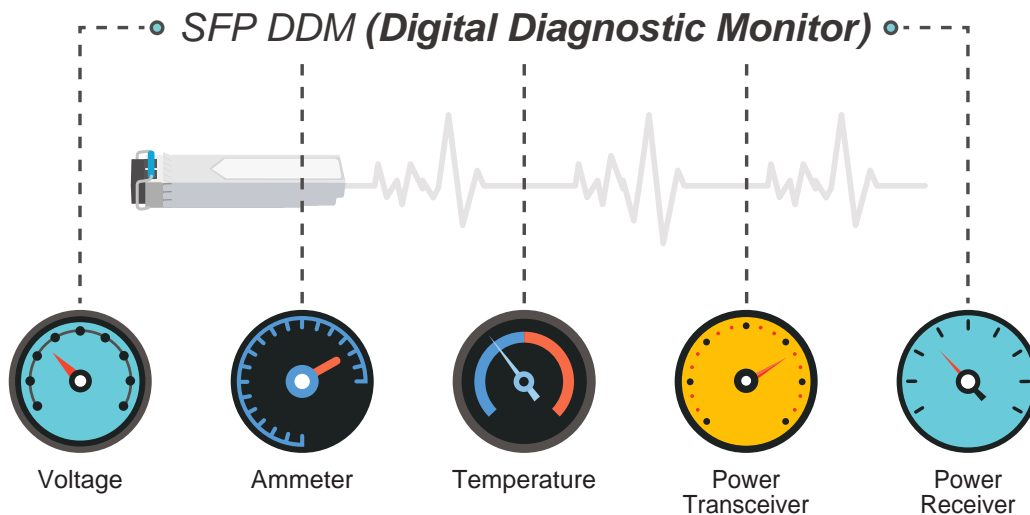 SFP DDM (Digital Diagnostic Monitor)
Voltage
Ammeter
Temperature
Power
Transceiver
Power
Receiver